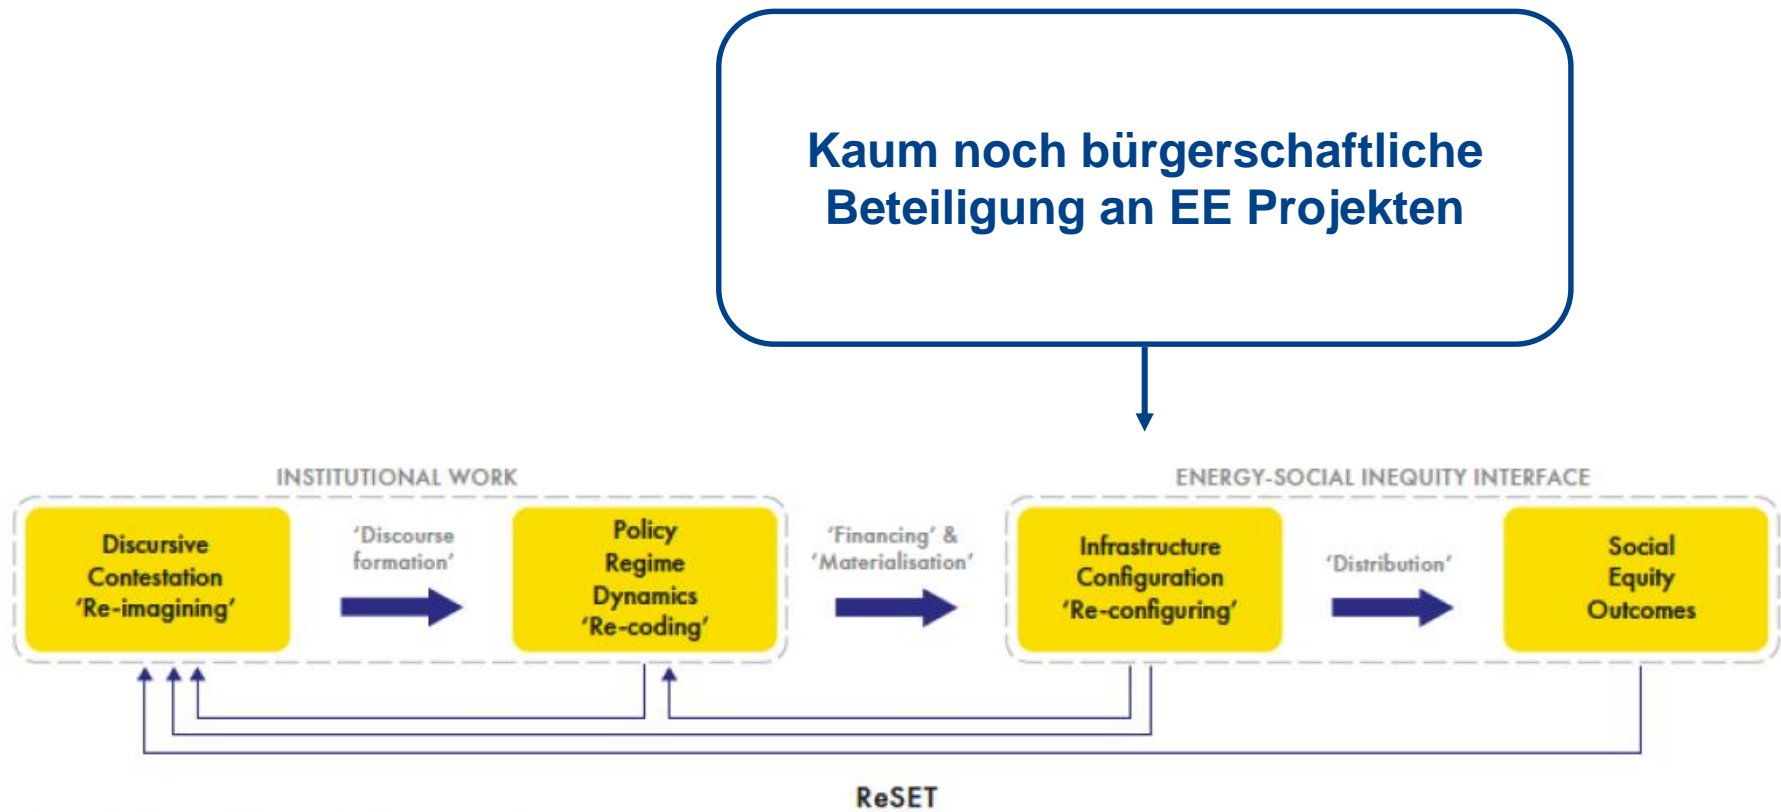 Kaum noch bürgerschaftliche
Beteiligung an EE Projekten
INSTITUTIONAL WORK
ENERGY-SOCIAL INEQUITY INTERFACE
Discursive
Contestation
‘Re-imagining’
‘Discourse
formation’
Policy
Regime
Dynamics
‘Re-coding’
‘Financing’ &
‘Materialisation’
Infrastructure
Configuration
‘Re-configuring’
‘Distribution’
Social
Equity
Outcomes
ReSET